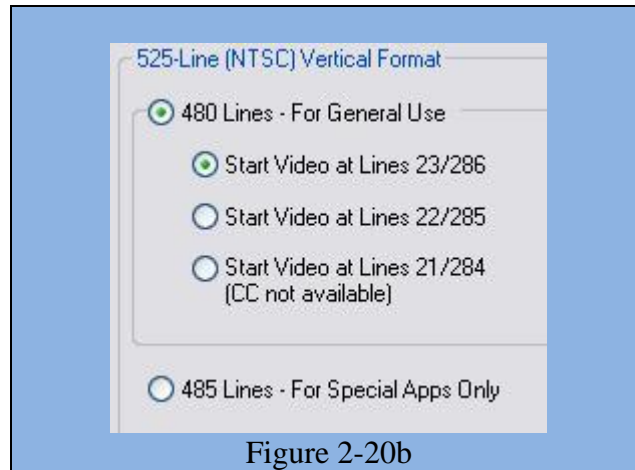 525-Line (NTSC) Vertical Format
480 Lines - For General Use
Start Video at Lines 23/286
Start Video at Lines 22/285
Start Video at Lines 21/284
(CC not available)
485 Lines - For Special Apps Only
Figure 2-20b